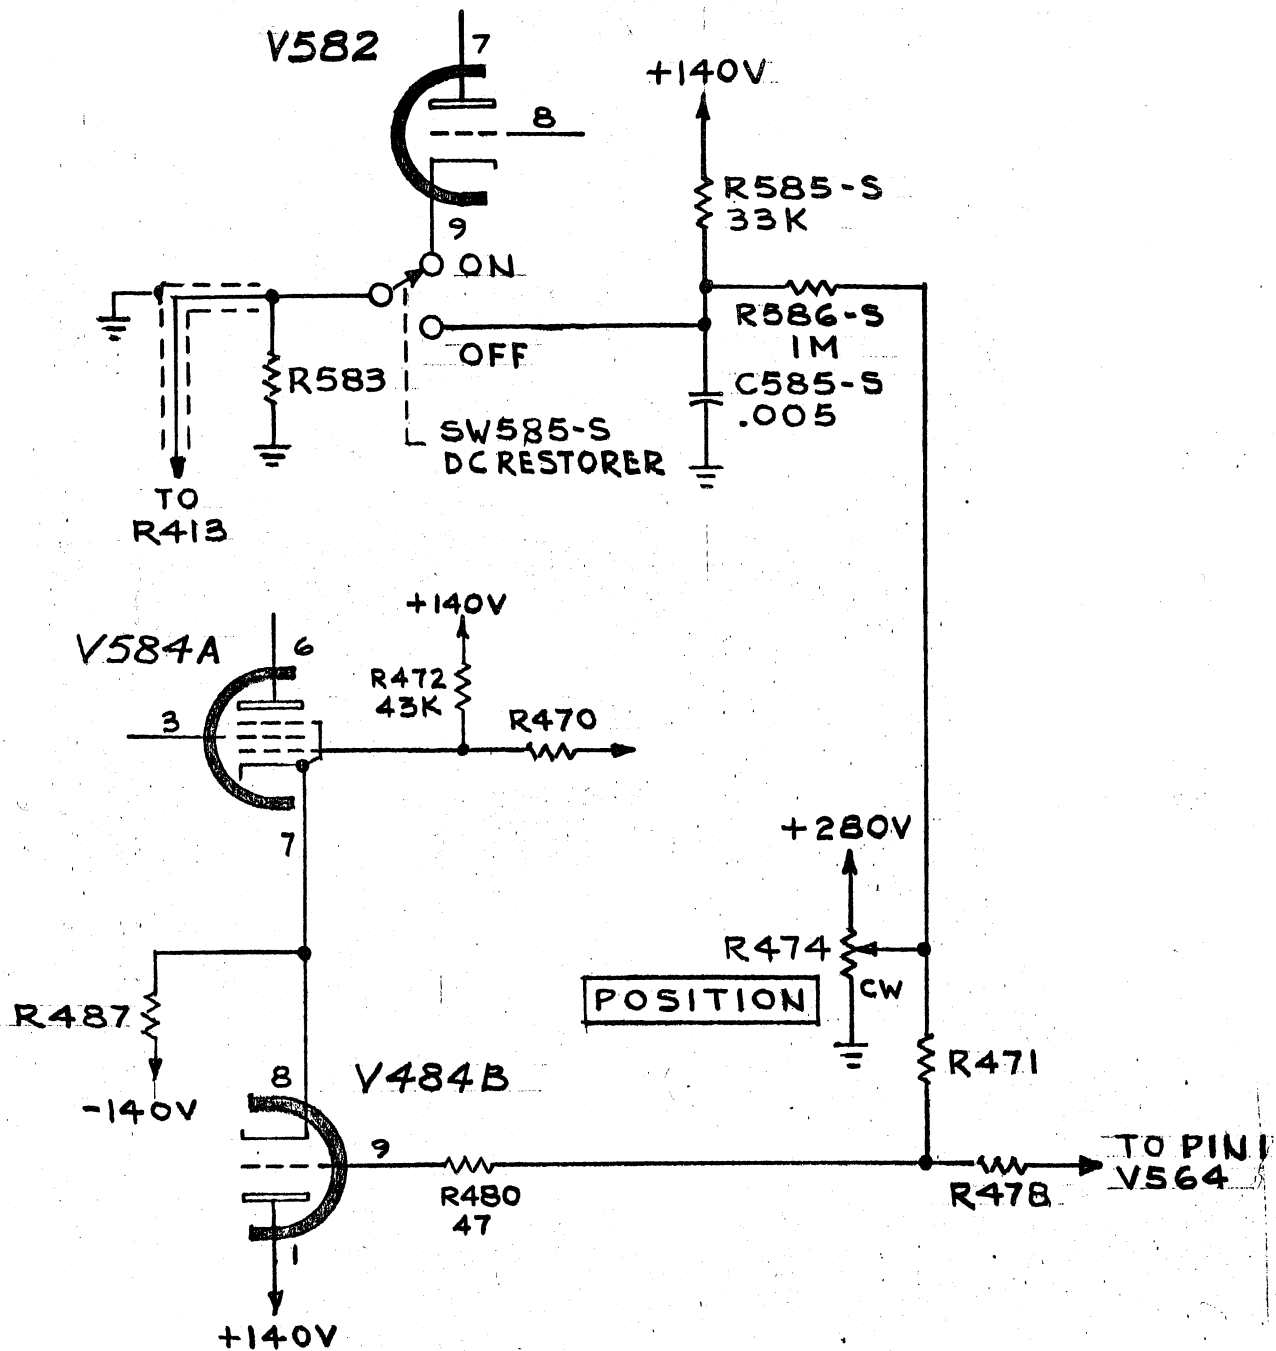 V582
7
+140V
8
R585-S
33K
9
ON
R586-S
1M
OFF
R583
C585-S
.005
SW585-S
DC RESTORER
TO
R413
+140V
V584A
6
R472
43K
R470
3
+280V
7
R474
CW
POSITION
R487
R471
8
V484B
-140V
9
TO PIN 1
V564
R480
47
R478
1
+140V